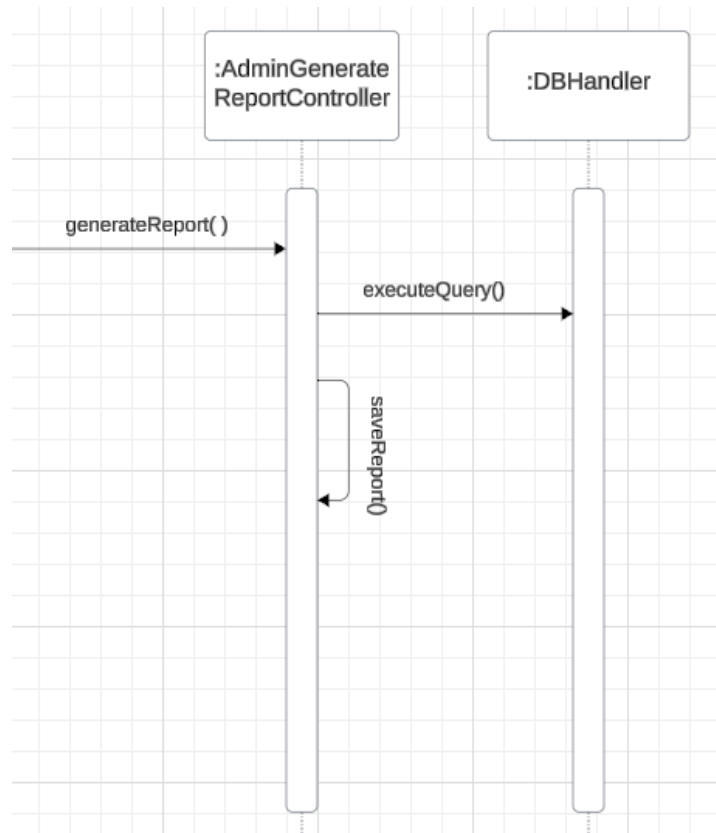 :AdminGenerate
ReportController
:DBHandler
generateReport( )
executeQuery()
saveReport()